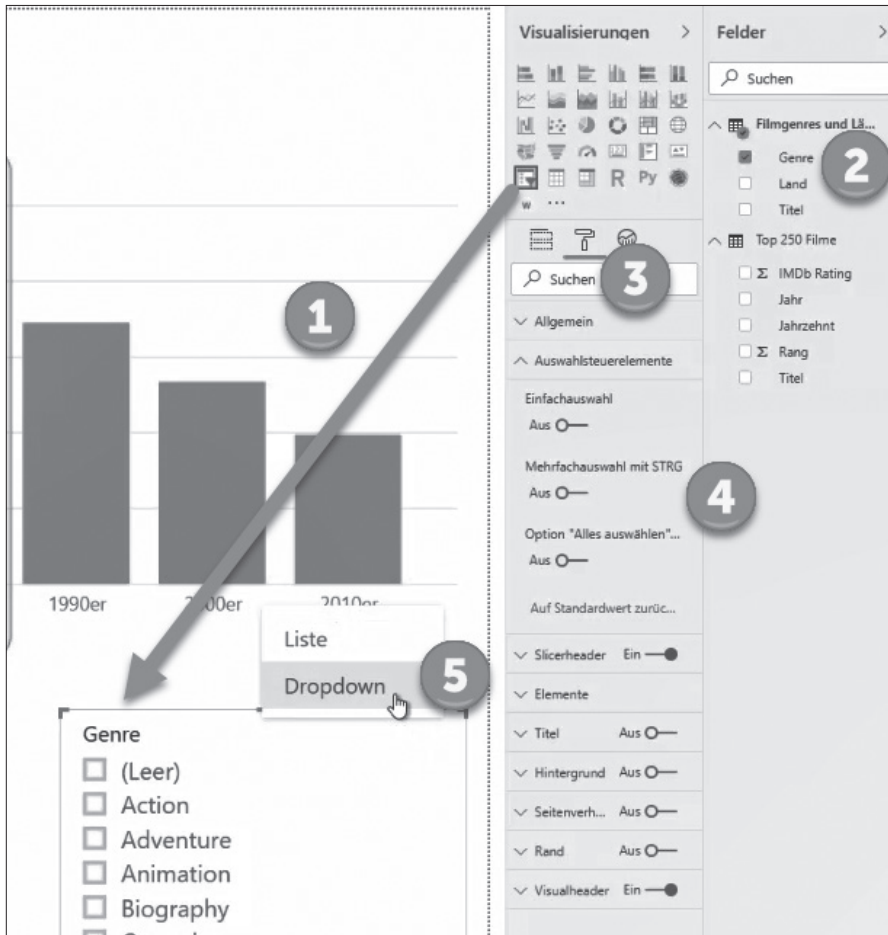 Visualisierungen
Felder
Suchen
Filmgenres und Lä...
Genre
Land
Titel
Top 250 Filme
Σ IMDb Rating
Jahr
Jahrzehnt
Σ Rang
Titel
2
123
R Py
W ...
3
Suchen
Allgemein
Auswahlsteuerelemente
Einfachauswahl
Aus
Mehrfachauswahl mit STRG
Aus
4
Option "Alles auswählen"...
Aus
Auf Standardwert zurüc...
Slicerheader Ein
Elemente
Titel Aus
Hintergrund Aus
Seitenverh... Aus
Rand Aus
Visualheader Ein
1
1990er 2000er 2010er
Liste
Dropdown
5
Genre
(Leer)
Action
Adventure
Animation
Biography